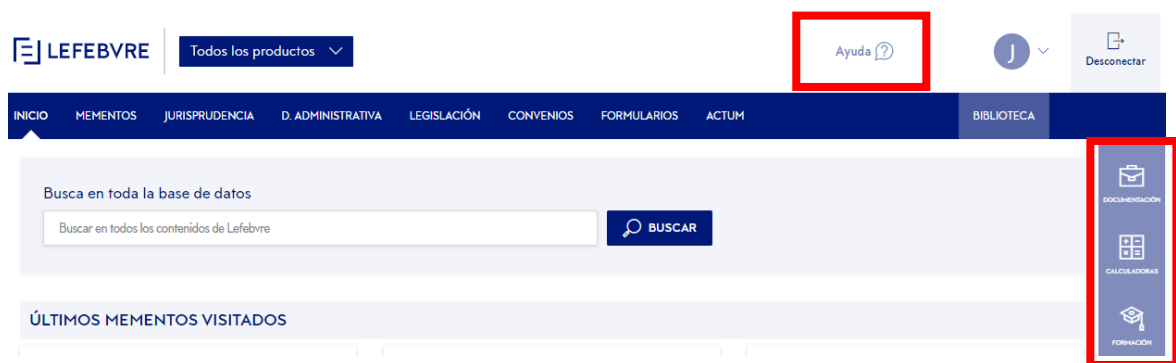 LEFEBVRE
Todos los productos
Ayuda
?
J
Desconectar
INICIO MEMENTOS JURISPRUDENCIA D. ADMINISTRATIVA LEGISLACIÓN CONVENIOS FORMULARIOS ACTUM BIBLIOTECA
Busca en toda la base de datos
Buscar en todos los contenidos de Lefebvre
BUSCAR
DOCUMENTACIÓN
CALCULADORAS
FORMACIÓN
ÚLTIMOS MEMENTOS VISITADOS